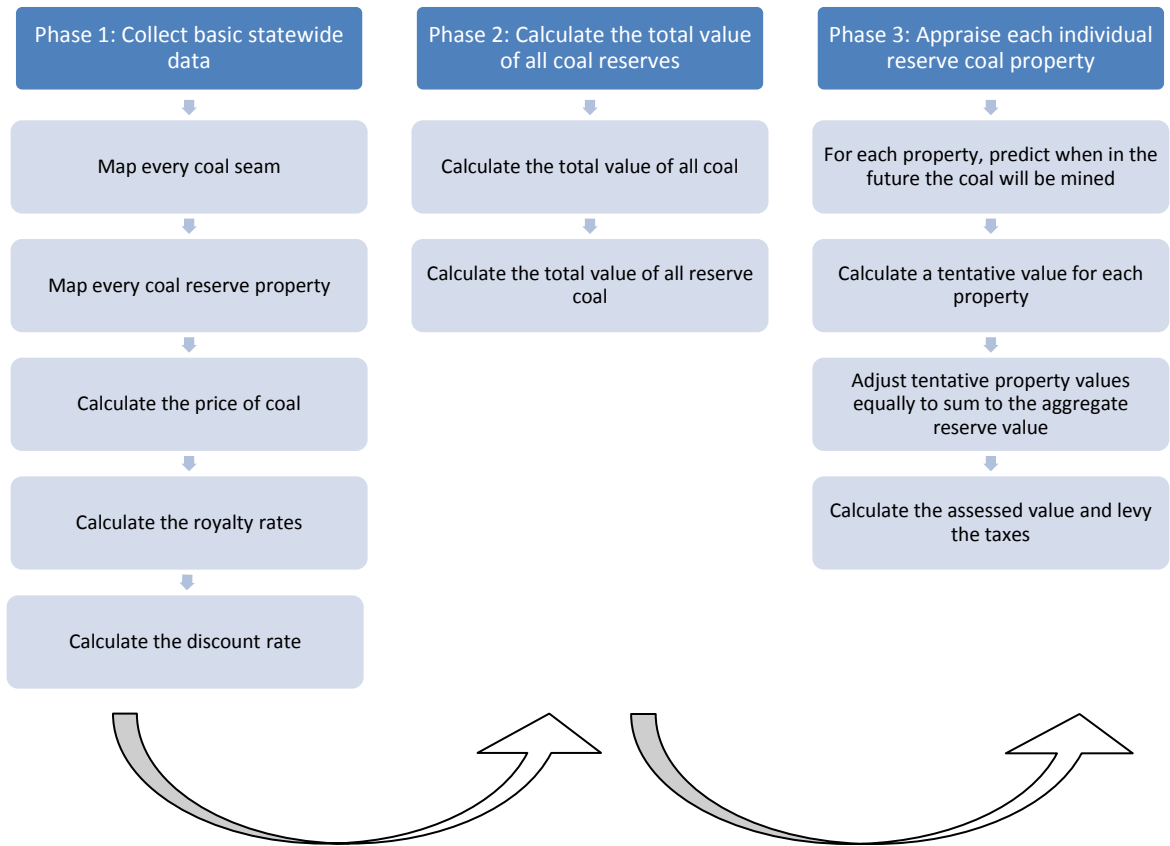 Phase 1: Collect basic statewide
data
Map every coal seam
Map every coal reserve property
Calculate the price of coal
Calculate the royalty rates
Calculate the discount rate
Phase 2: Calculate the total value
of all coal reserves
Calculate the total value of all coal
Calculate the total value of all reserve
coal
Phase 3: Appraise each individual
reserve coal property
For each property, predict when in the
future the coal will be mined
Calculate a tentative value for each
property
Adjust tentative property values
equally to sum to the aggregate
reserve value
Calculate the assessed value and levy
the taxes